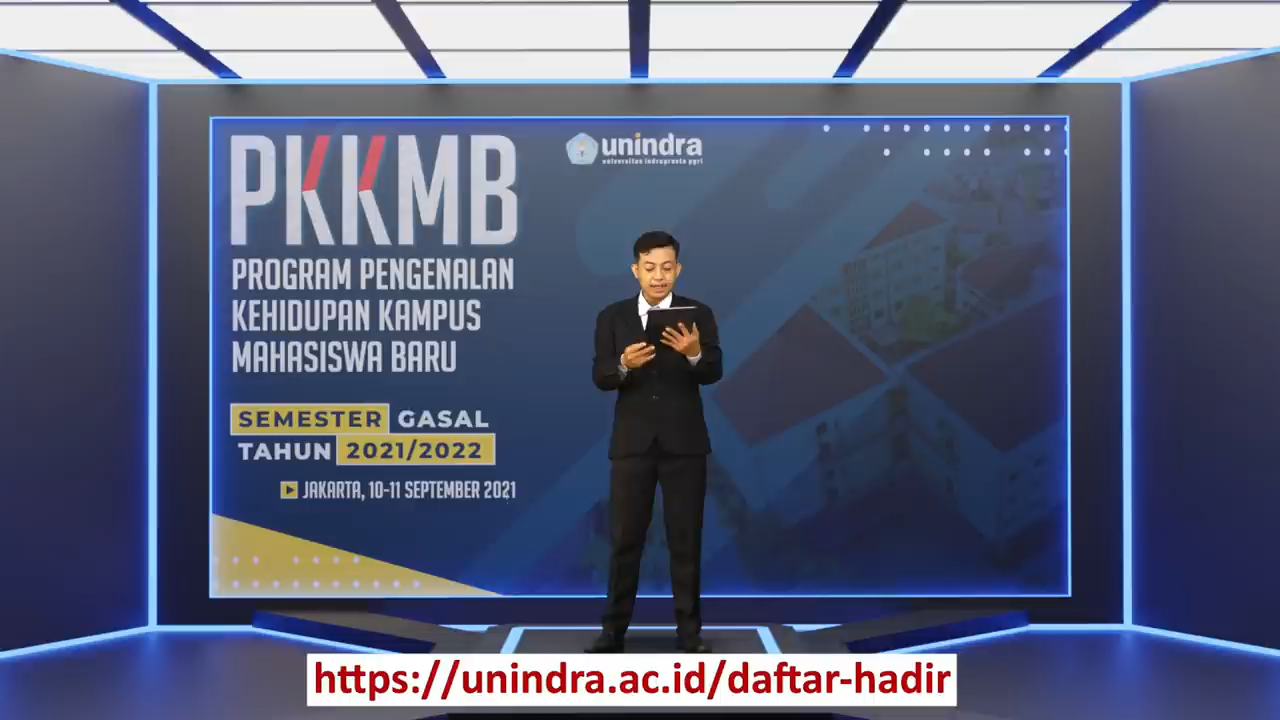 PKKMB
PROGRAM PENGENALAN
KEHIDUPAN KAMPUS
MAHASISWA BARU
SEMESTER GASAL
TAHUN 2021/2022
JAKARTA, 10-11 SEPTEMBER 2021
unindra
universitas indraprasta pgri
https://unindra.ac.id/daftar-hadir